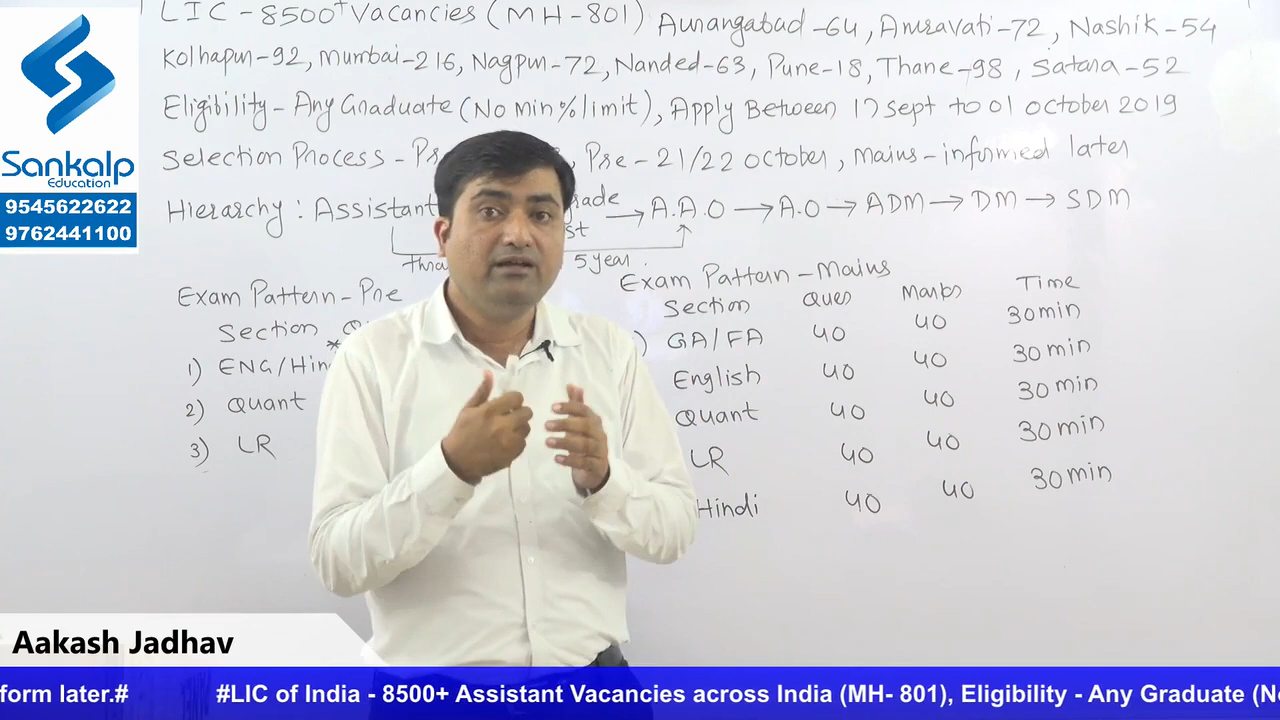 LIC - 8500+ Vacancies (MH-801) Aurangabad-64, Amravati-72, Nashik-54
Kolhapur-92, Mumbai-216, Nagpur-72, Nanded-63, Pune-18, Thane-98, Satara-52
Eligibility - Any Graduate (No Min % limit), Apply Between 17 Sept to 01 October 2019
Selection Process - Pre, Pre - 21/22 October, Mains - informed later
Hierarchy : Assistant → A.A.O → A.O → ADM → DM → SDM
5 year
Exam Pattern - Pre
Section
1) ENG/Hin
2) Quant
3) LR
Exam Pattern - Mains
Section Ques Marks Time
GA/FA 40 40 30 min
English 40 40 30 min
Quant 40 40 30 min
LR 40 40 30 min
Hindi 40 40 30 min
Sankalp
Education
9545622622
9762441100
Aakash Jadhav
form later.# #LIC of India - 8500+ Assistant Vacancies across India (MH- 801), Eligibility - Any Graduate (No